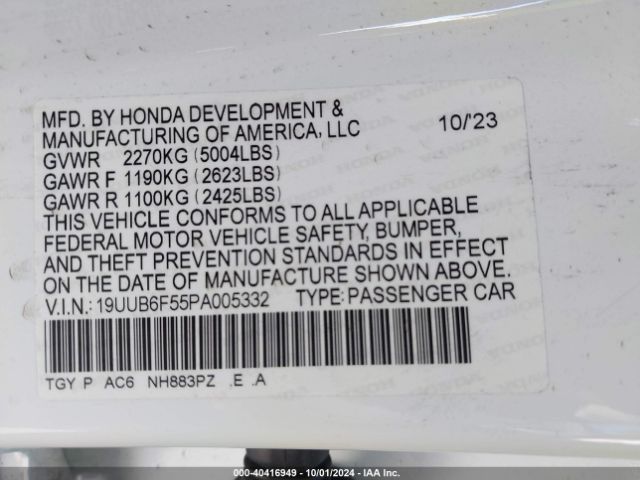 MFD. BY HONDA DEVELOPMENT &
MANUFACTURING OF AMERICA, LLC 10/'23
GVWR 2270KG (5004LBS)
GAWR F 1190KG (2623LBS)
GAWR R 1100KG (2425LBS)
THIS VEHICLE CONFORMS TO ALL APPLICABLE
FEDERAL MOTOR VEHICLE SAFETY, BUMPER,
AND THEFT PREVENTION STANDARDS IN EFFECT
ON THE DATE OF MANUFACTURE SHOWN ABOVE.
V.I.N.: 19UUB6F55PA005332 TYPE: PASSENGER CAR
TGY P AC6 NH883PZ .E .A
000-40416949 - 10/01/2024 - IAA Inc.